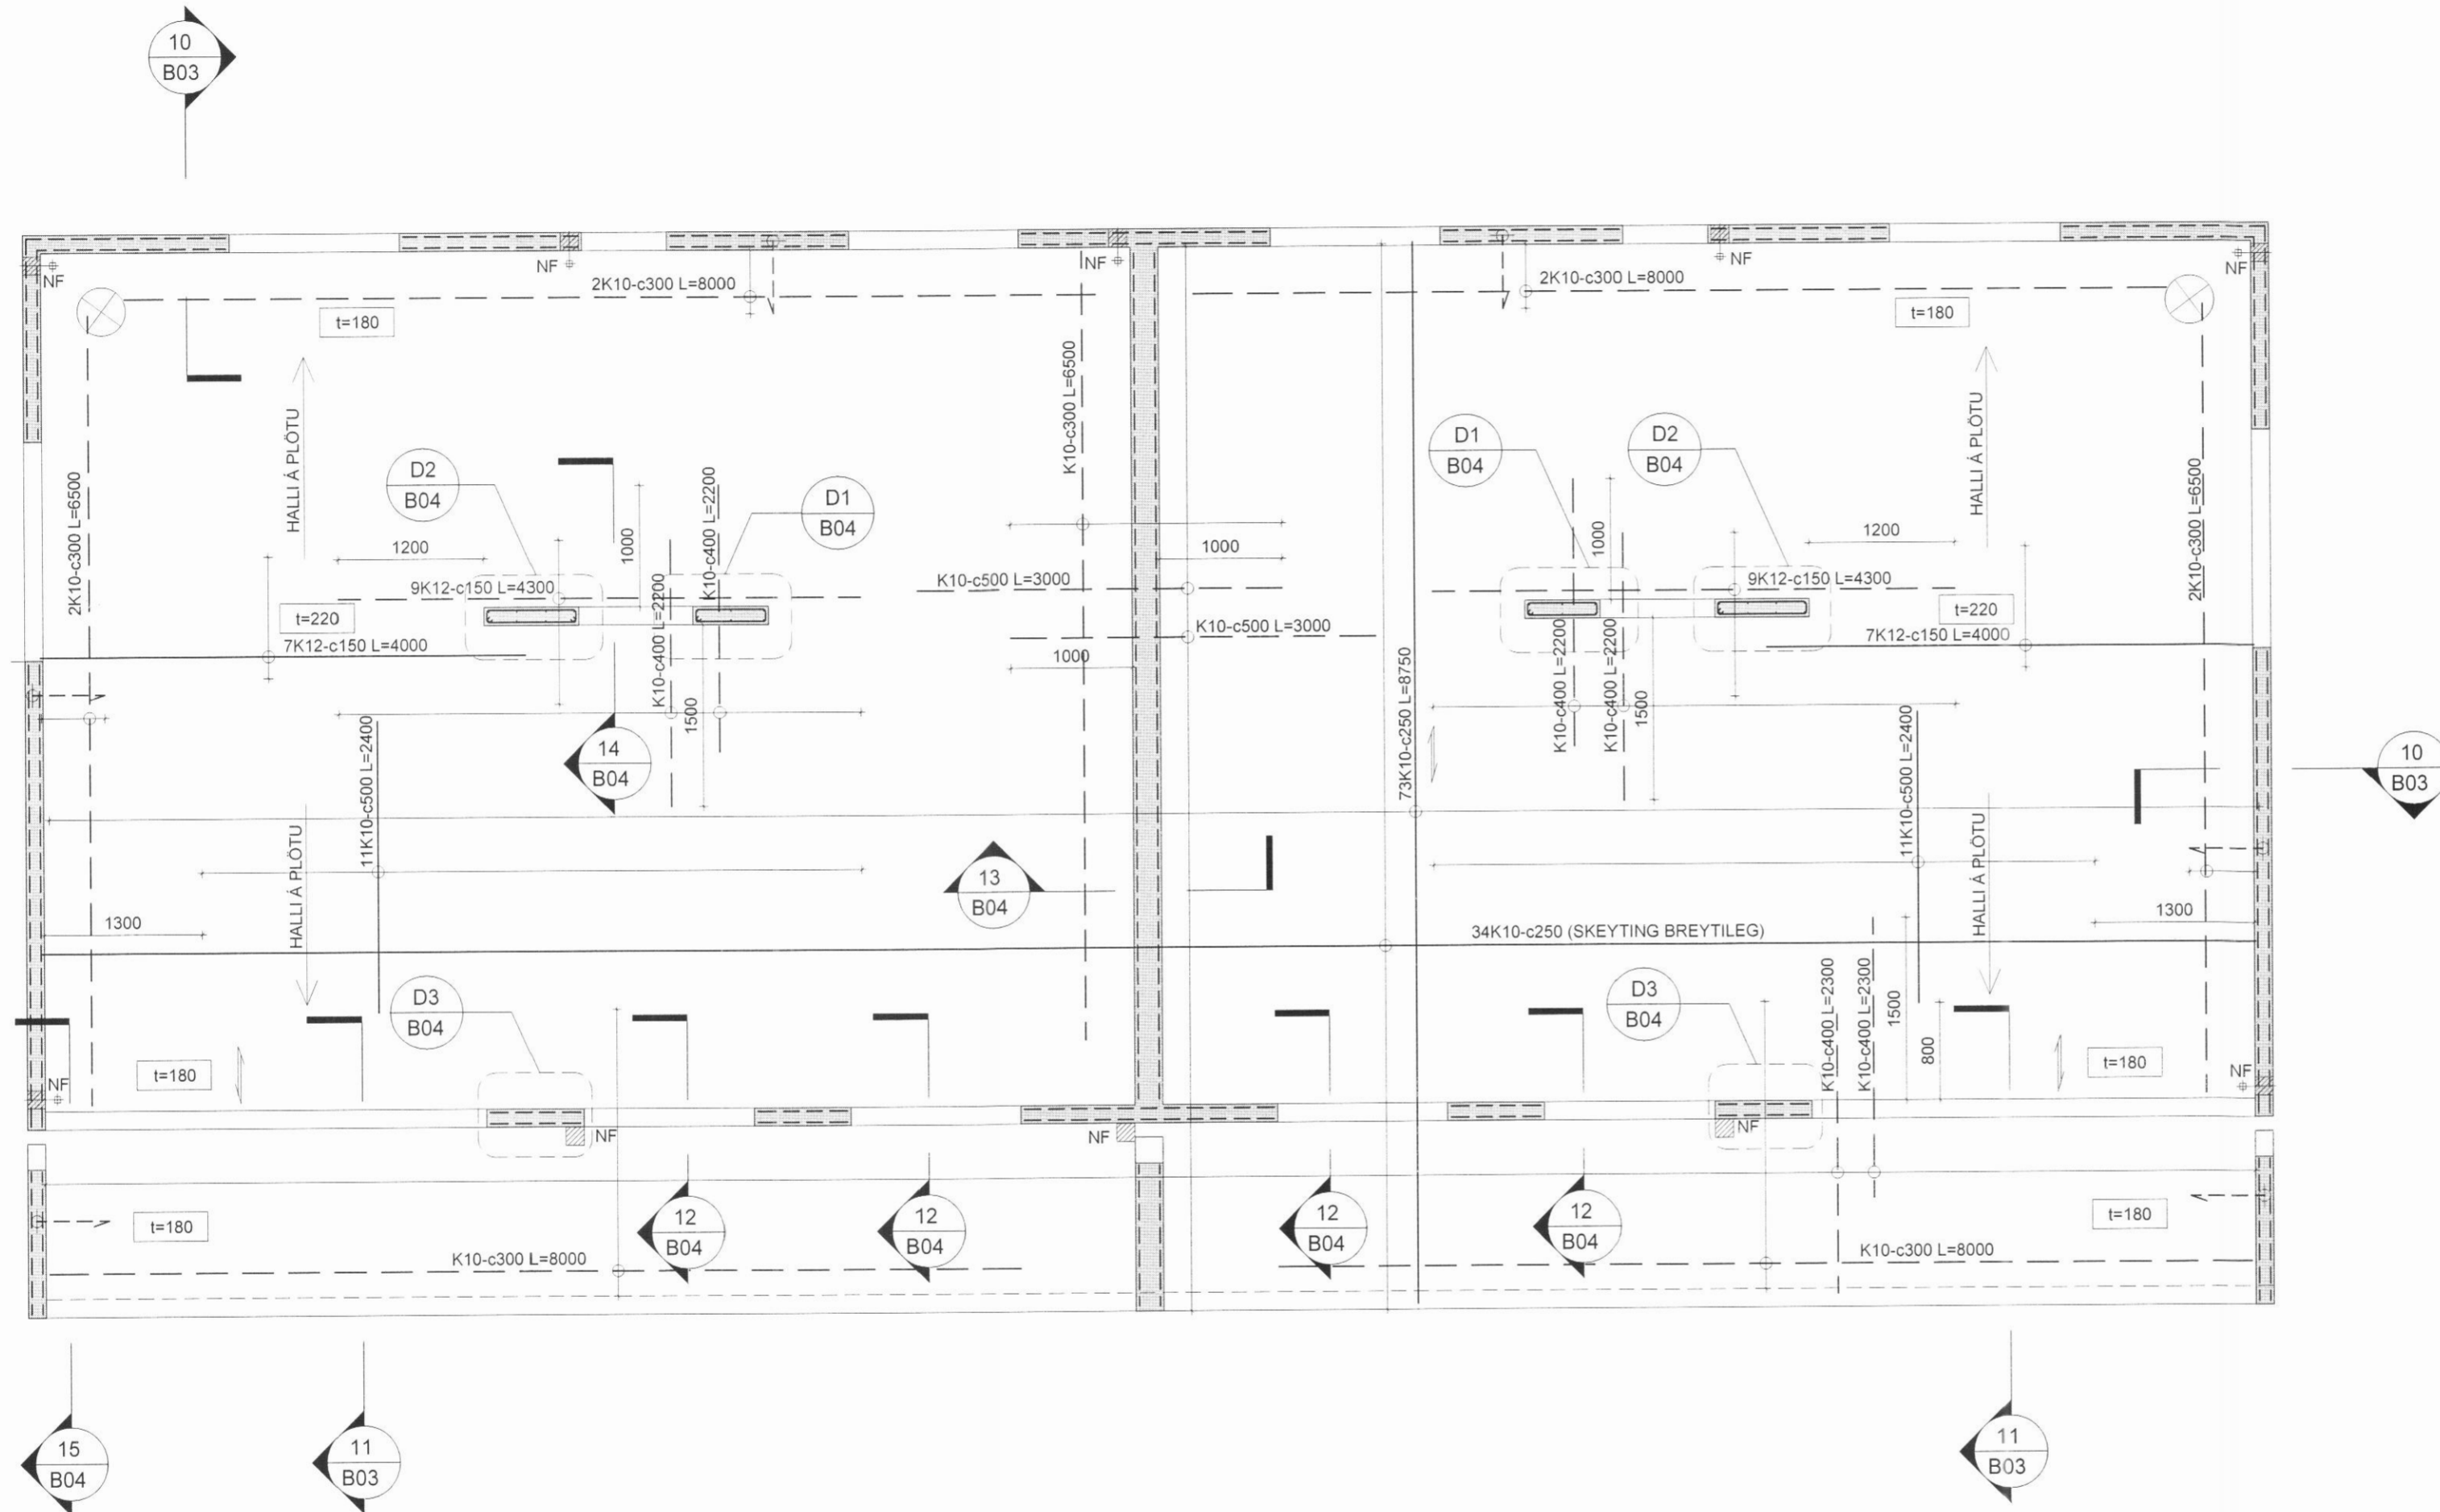 10
B03
NF
NF
NF
NF
NF
2K10-c300 L=8000
2K10-c300 L=8000
t=180
t=180
K10-c300 L=6500
HALLI Á PLÖTU
HALLI Á PLÖTU
2K10-c300 L=6500
2K10-c300 L=6500
D2
B04
D1
B04
D1
B04
D2
B04
K10-c400 L=2200
1000
1000
1200
1000
1200
9K12-c150 L=4300
K10-c400 L=2200
K10-c500 L=3000
9K12-c150 L=4300
t=220
K10-c500 L=3000
t=220
7K12-c150 L=4000
7K12-c150 L=4000
1000
K10-c400 L=2200
K10-c400 L=2200
1500
1500
73K10-c250 L=8750
11K10-c500 L=2400
11K10-c500 L=2400
14
B04
10
B03
HALLI Á PLÖTU
HALLI Á PLÖTU
13
B04
1300
1300
34K10-c250 (SKEYTING BREYTILEG)
D3
B04
D3
B04
K10-c400 L=2300
K10-c400 L=2300
1500
800
t=180
t=180
NF
NF
NF
NF
NF
t=180
12
B04
12
B04
12
B04
12
B04
t=180
K10-c300 L=8000
K10-c300 L=8000
15
B04
11
B03
11
B03